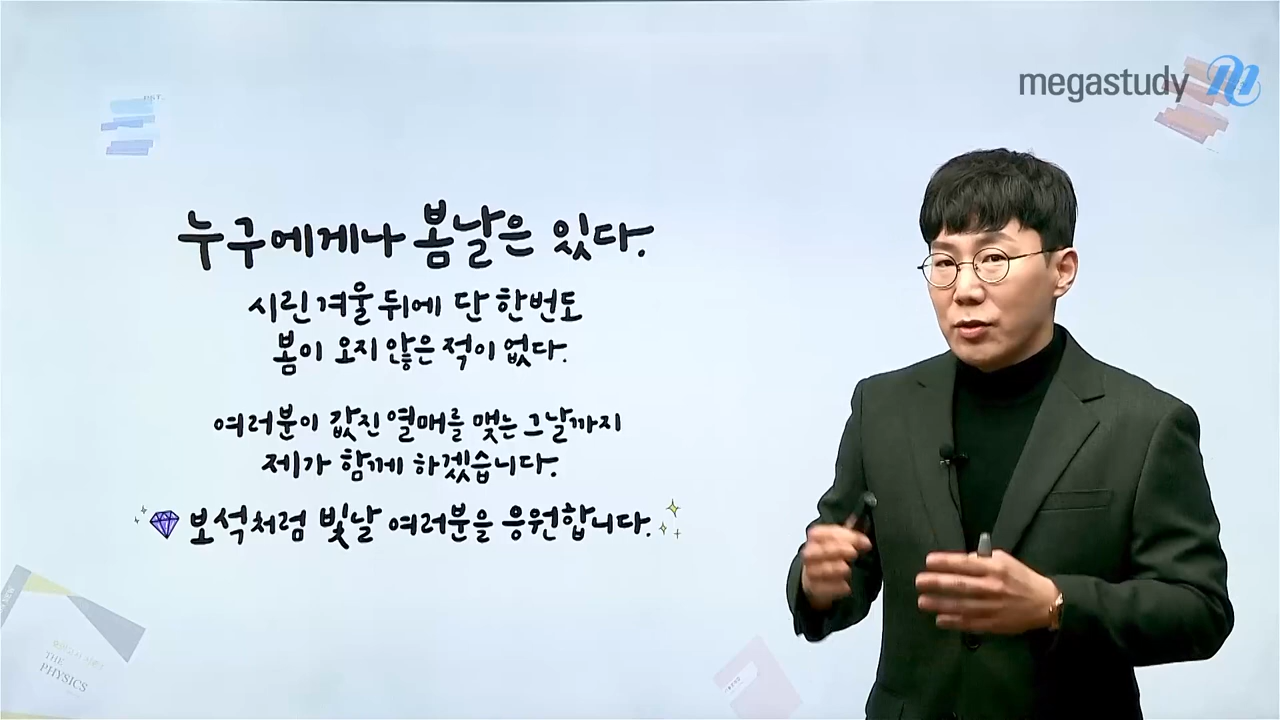 megastudy
누구에게나 봄날은 있다.
시린 겨울 뒤에 단 한번도
봄이 오지 않은 적이 없다.
여러분이 값진 열매를 맺는 그날까지
제가 함께 하겠습니다.
보석처럼 빛날 여러분을 응원합니다.
THE
PHYSICS